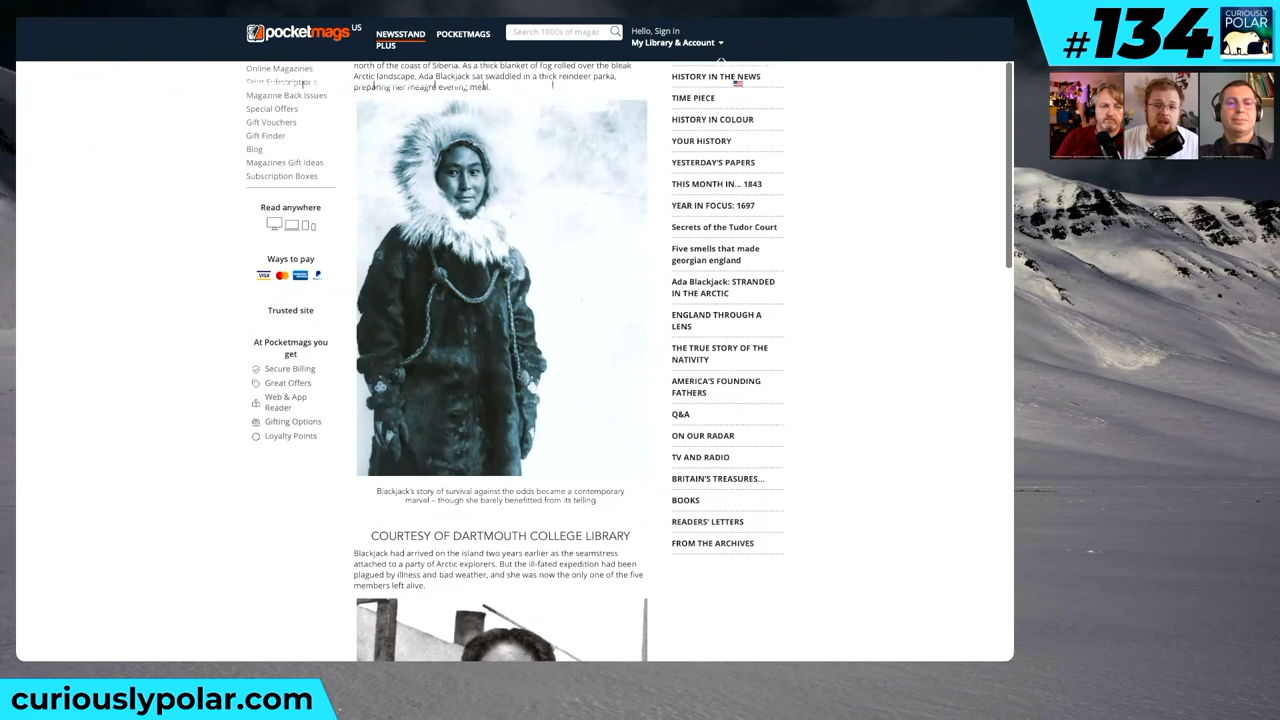 pocketmags US
NEWSSTAND
PLUS
POCKETMAGS
Search 1000s of magaz
Hello, Sign in
My Library & Account
#134
CURIOUSLY
POLAR
Online Magazines
Magazine Back Issues
Special Offers
Gift Vouchers
Gift Finder
Blog
Magazines Gift Ideas
Subscription Boxes
Read anywhere
Ways to pay
VISA
Trusted site
At Pocketmags you
get
Secure Billing
Great Offers
Web & App
Reader
Gifting Options
Loyalty Points
north of the coast of Siberia. As a thick blanket of fog rolled over the bleak
Arctic landscape, Ada Blackjack sat swaddled in a thick reindeer parka,
preparing her meagre evening meal.
Blackjack's story of survival against the odds became a contemporary
marvel – though she barely benefitted from its telling
COURTESY OF DARTMOUTH COLLEGE LIBRARY
Blackjack had arrived on the island two years earlier as the seamstress
attached to a party of Arctic explorers. But the ill-fated expedition had been
plagued by illness and bad weather, and she was now the only one of the five
members left alive.
HISTORY IN THE NEWS
TIME PIECE
HISTORY IN COLOUR
YOUR HISTORY
YESTERDAY'S PAPERS
THIS MONTH IN... 1843
YEAR IN FOCUS: 1697
Secrets of the Tudor Court
Five smells that made
georgian england
Ada Blackjack: STRANDED
IN THE ARCTIC
ENGLAND THROUGH A
LENS
THE TRUE STORY OF THE
NATIVITY
AMERICA'S FOUNDING
FATHERS
Q&A
ON OUR RADAR
TV AND RADIO
BRITAIN'S TREASURES...
BOOKS
READERS' LETTERS
FROM THE ARCHIVES
curiouslypolar.com